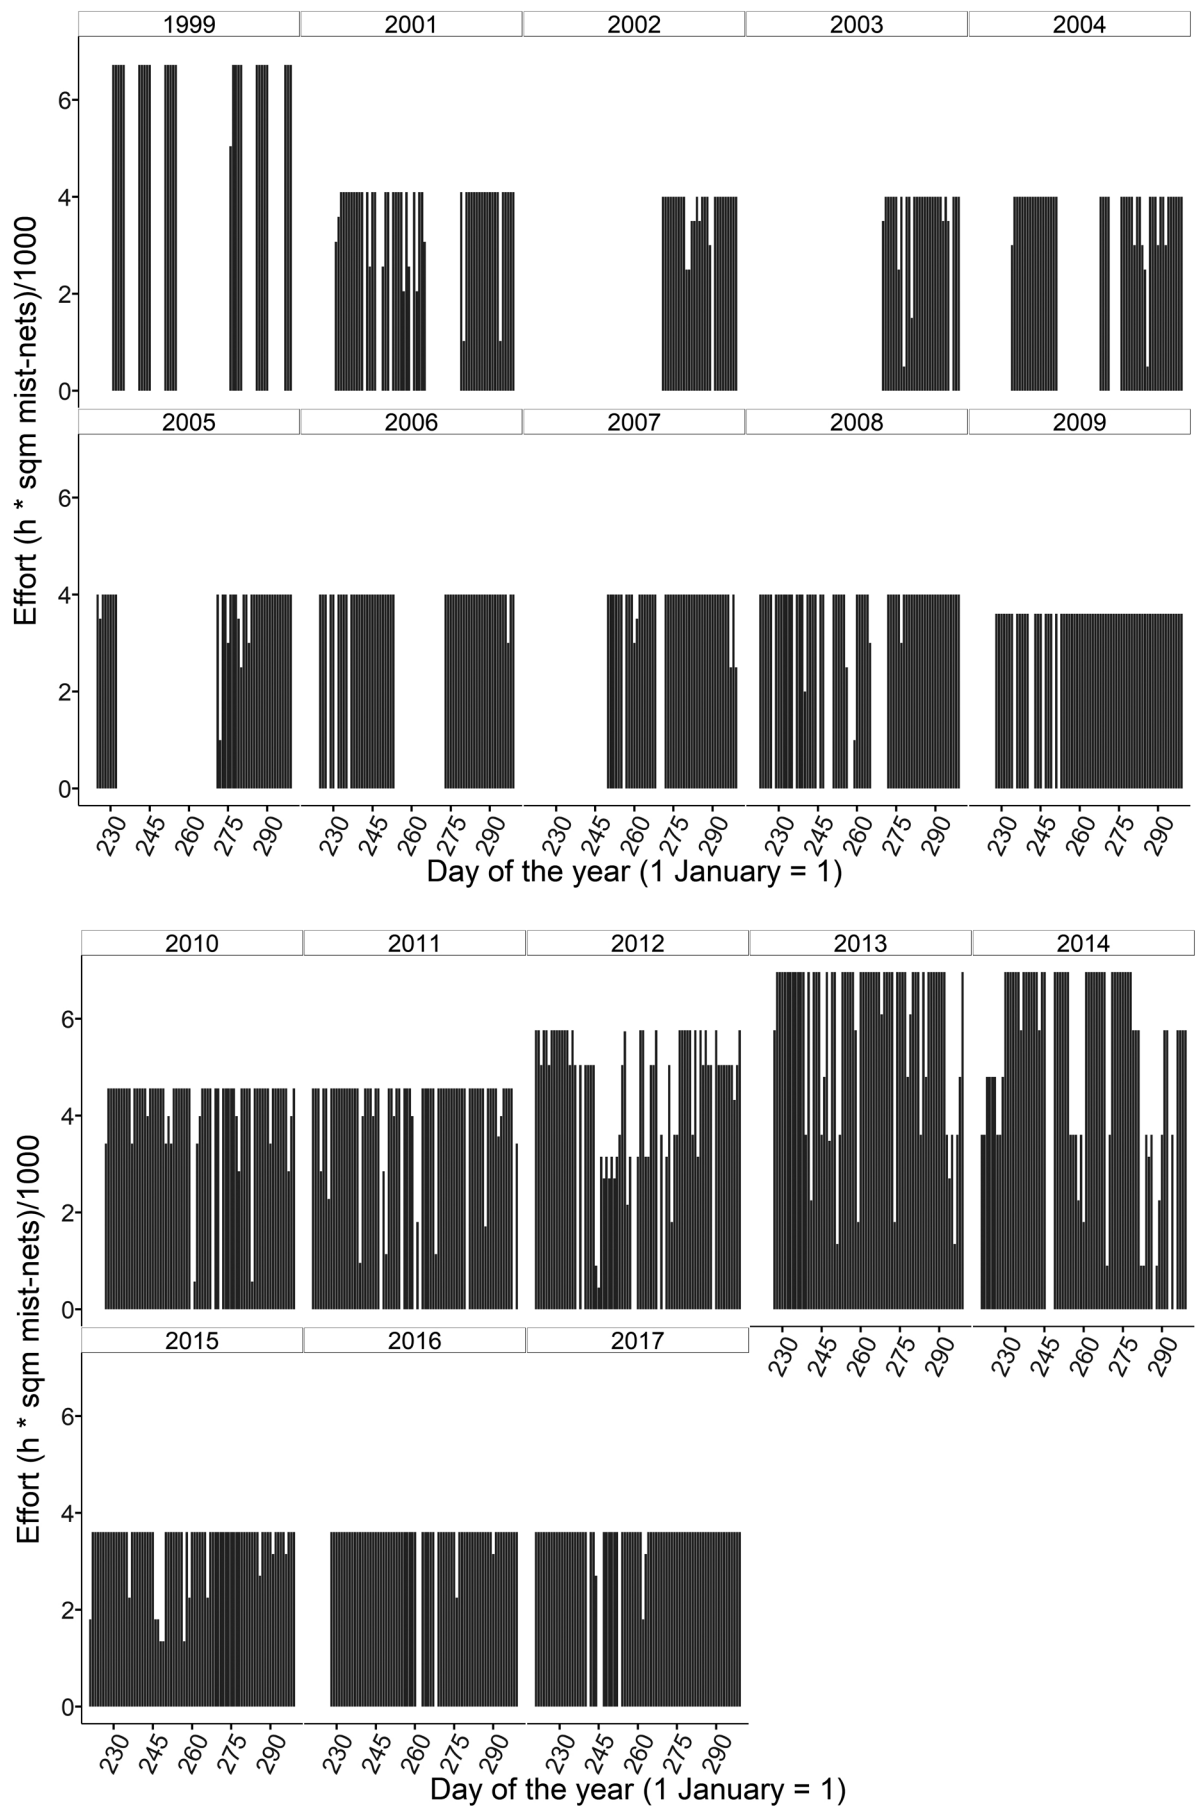 1999 2001 2002 2003 2004
6
4
2
0
2005 2006 2007 2008 2009
6
4
2
0
Effort (h * sqm mist-nets)/1000
230 245 260 275 290 230 245 260 275 290 230 245 260 275 290 230 245 260 275 290 230 245 260 275 290
Day of the year (1 January = 1)
2010 2011 2012 2013 2014
6
4
2
0
230 245 260 275 290 230 245 260 275 290
2015 2016 2017
6
4
2
0
Effort (h * sqm mist-nets)/1000
230 245 260 275 290 230 245 260 275 290 230 245 260 275 290
Day of the year (1 January = 1)